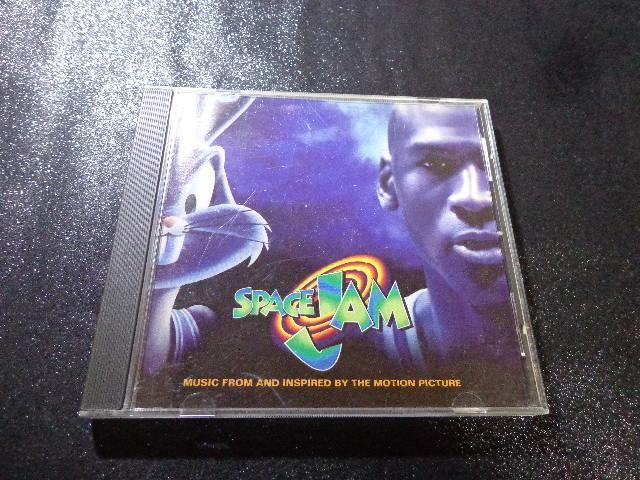 SPACE JAM
MUSIC FROM AND INSPIRED BY THE MOTION PICTURE